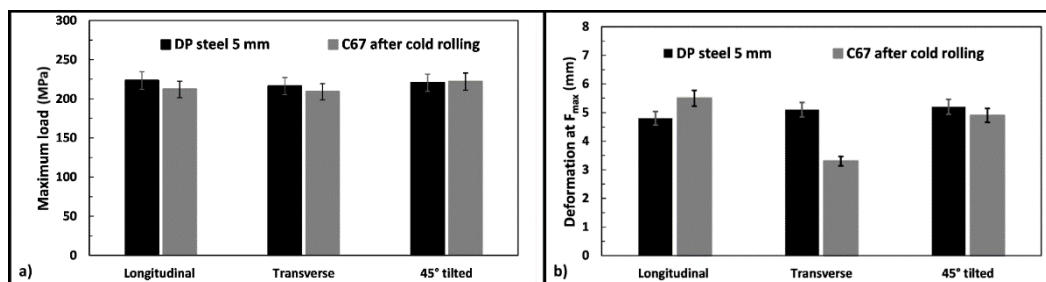 300
250
200
150
100
50
0
Maximum load (MPa)
DP steel 5 mm
C67 after cold rolling
Longitudinal
Transverse
45° tilted
a)
8
7
6
5
4
3
2
1
0
Deformation at Fmax (mm)
DP steel 5 mm
C67 after cold rolling
Longitudinal
Transverse
45° tilted
b)